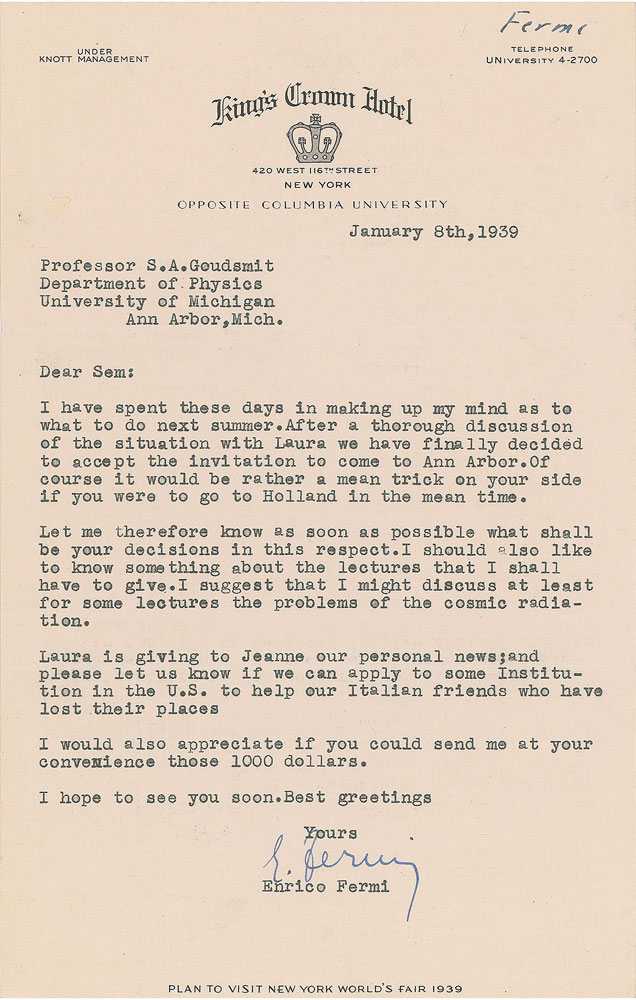 Fermi
UNDER
KNOTT MANAGEMENT
TELEPHONE
UNIVERSITY 4-2700
King's Crown Hotel
420 WEST 116TH STREET
NEW YORK
OPPOSITE COLUMBIA UNIVERSITY
January 8th,1939
Professor S.A.Goudsmit
Department of Physics
University of Michigan
Ann Arbor,Mich.
Dear Sem:
I have spent these days in making up my mind as to
what to do next summer.After a thorough discussion
of the situation with Laura we have finally decided
to accept the invitation to come to Ann Arbor.Of
course it would be rather a mean trick on your side
if you were to go to Holland in the mean time.
Let me therefore know as soon as possible what shall
be your decisions in this respect.I should also like
to know something about the lectures that I shall
have to give.I suggest that I might discuss at least
for some lectures the problems of the cosmic radia-
tion.
Laura is giving to Jeanne our personal news;and
please let us know if we can apply to some Institu-
tion in the U.S. to help our Italian friends who have
lost their places
I would also appreciate if you could send me at your
convenience those 1000 dollars.
I hope to see you soon.Best greetings
Yours
E. Fermi
Enrico Fermi
PLAN TO VISIT NEW YORK WORLD'S FAIR 1939